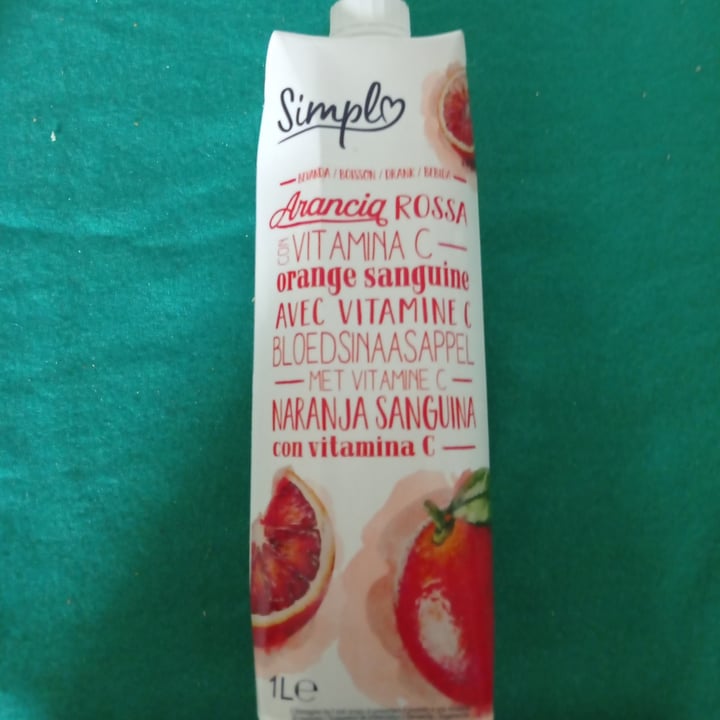 Simpl
BEVANDA / BOISSON / DRANK / BEBIDA
Arancia ROSSA
CON VITAMINA C
orange sanguine
AVEC VITAMINE C
BLOEDSINAASAPPEL
MET VITAMINE C
NARANJA SANGUINA
con vitamina C
1L℮